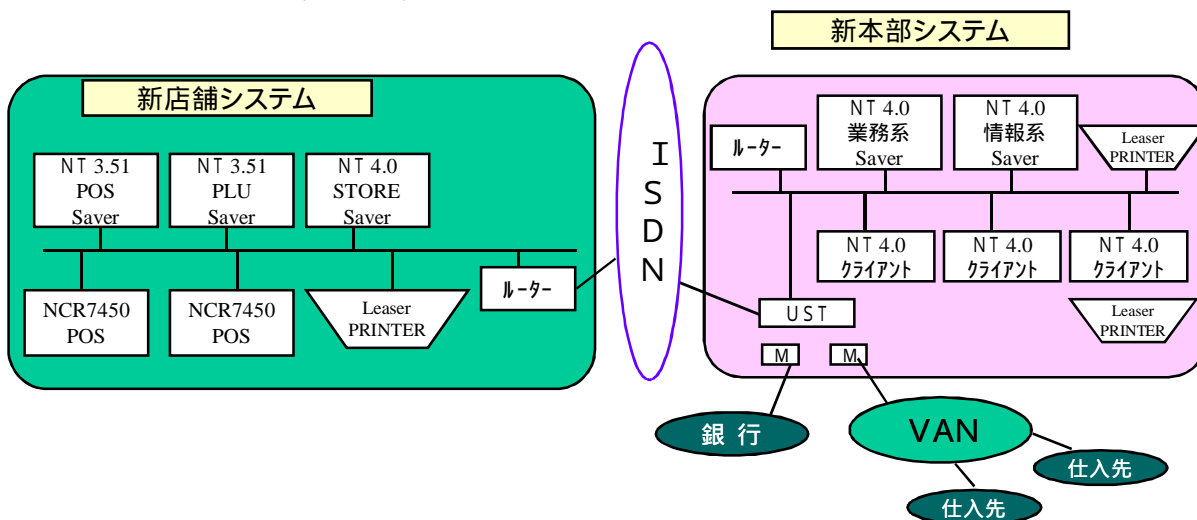 新本部システム
新店舗システム
NT 3.51
POS
Saver
NT 3.51
PLU
Saver
NT 4.0
STORE
Saver
NCR7450
POS
NCR7450
POS
Leaser
PRINTER
ﾙｰﾀｰ
ISDN
ﾙｰﾀｰ
NT 4.0
業務系
Saver
NT 4.0
情報系
Saver
Leaser
PRINTER
NT 4.0
ｸﾗｲｱﾝﾄ
NT 4.0
ｸﾗｲｱﾝﾄ
NT 4.0
ｸﾗｲｱﾝﾄ
UST
Leaser
PRINTER
M
M
銀 行
VAN
仕入先
仕入先